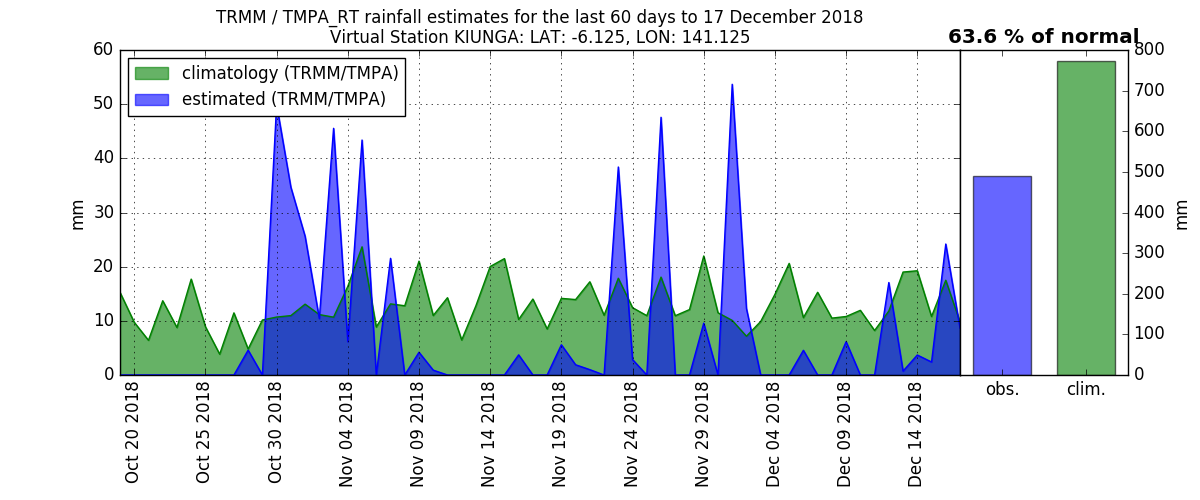 TRMM / TMPA_RT rainfall estimates for the last 60 days to 17 December 2018
Virtual Station KIUNGA: LAT: -6.125, LON: 141.125
63.6 % of normal
climatology (TRMM/TMPA)
estimated (TRMM/TMPA)
60
50
40
30
20
10
0
mm
800
700
600
500
400
300
200
100
0
mm
obs.
clim.
Oct 20 2018
Oct 25 2018
Oct 30 2018
Nov 04 2018
Nov 09 2018
Nov 14 2018
Nov 19 2018
Nov 24 2018
Nov 29 2018
Dec 04 2018
Dec 09 2018
Dec 14 2018